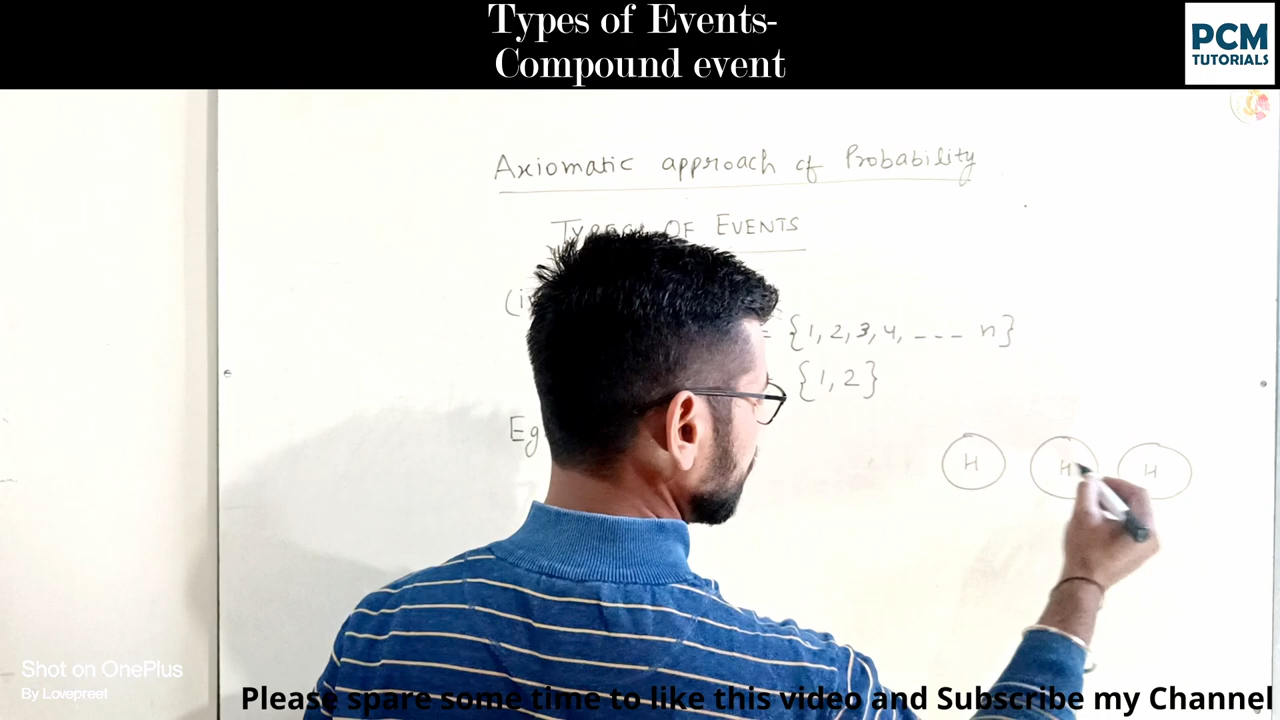 Types of Events-
Compound event
PCM
TUTORIALS
Axiomatic approach of Probability
TYPES OF EVENTS
= {1, 2, 3, 4, --- n}
= {1, 2}
Eg
H H H
Shot on OnePlus
By Lovepreet
Please spare some time to like this video and Subscribe my Channel